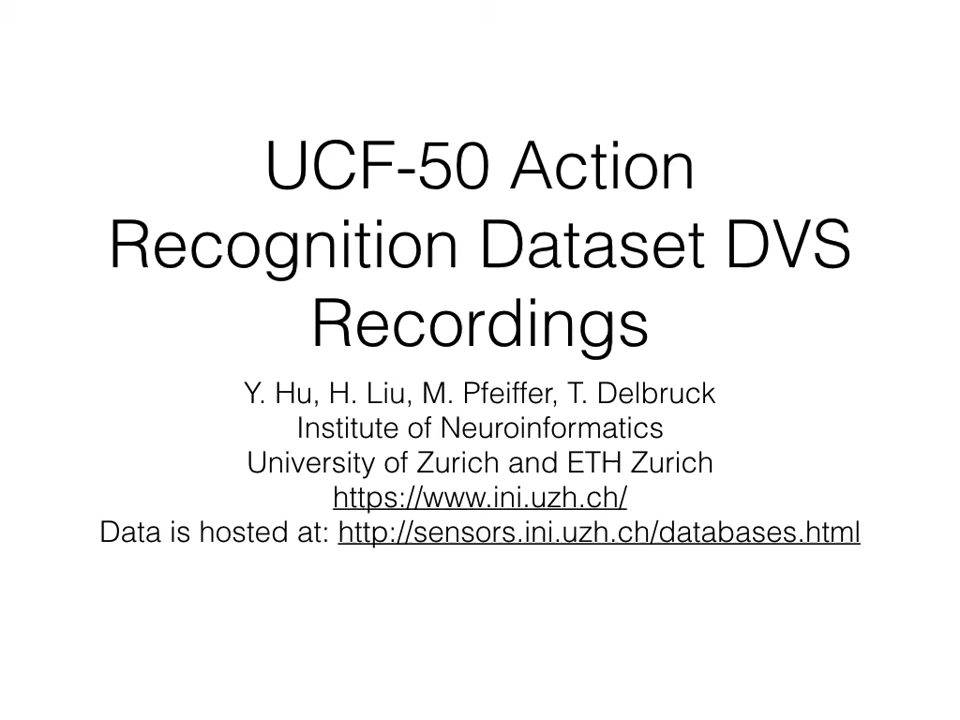 UCF-50 Action
Recognition Dataset DVS
Recordings
Y. Hu, H. Liu, M. Pfeiffer, T. Delbruck
Institute of Neuroinformatics
University of Zurich and ETH Zurich
https://www.ini.uzh.ch/
Data is hosted at: http://sensors.ini.uzh.ch/databases.html